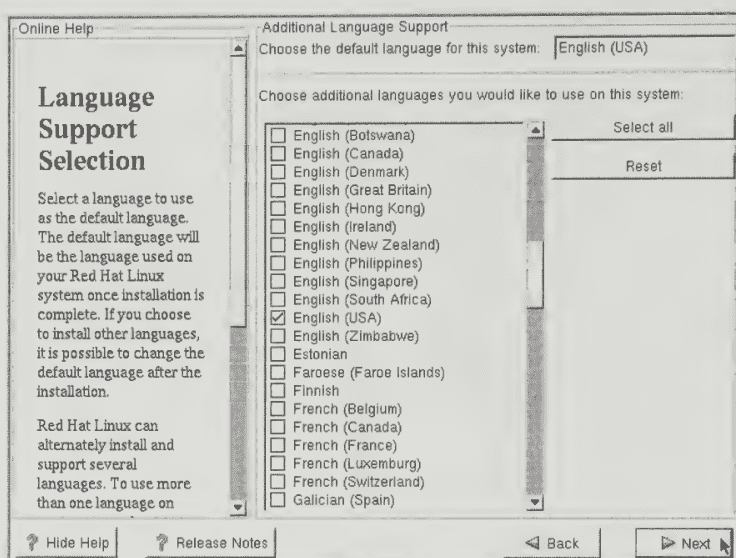 Online Help
Language
Support
Selection
Select a language to use
as the default language.
The default language will
be the language used on
your Red Hat Linux
system once installation is
complete. If you choose
to install other languages,
it is possible to change the
default language after the
installation.
Red Hat Linux can
alternately install and
support several
languages. To use more
than one language on
Additional Language Support
Choose the default language for this system: English (USA)
Choose additional languages you would like to use on this system:
English (Botswana)
English (Canada)
English (Denmark)
English (Great Britain)
English (Hong Kong)
English (Ireland)
English (New Zealand)
English (Philippines)
English (Singapore)
English (South Africa)
English (USA)
English (Zimbabwe)
Estonian
Faroese (Faroe Islands)
Finnish
French (Belgium)
French (Canada)
French (France)
French (Luxemburg)
French (Switzerland)
Galician (Spain)
Select all
Reset
Hide Help
Release Notes
Back
Next